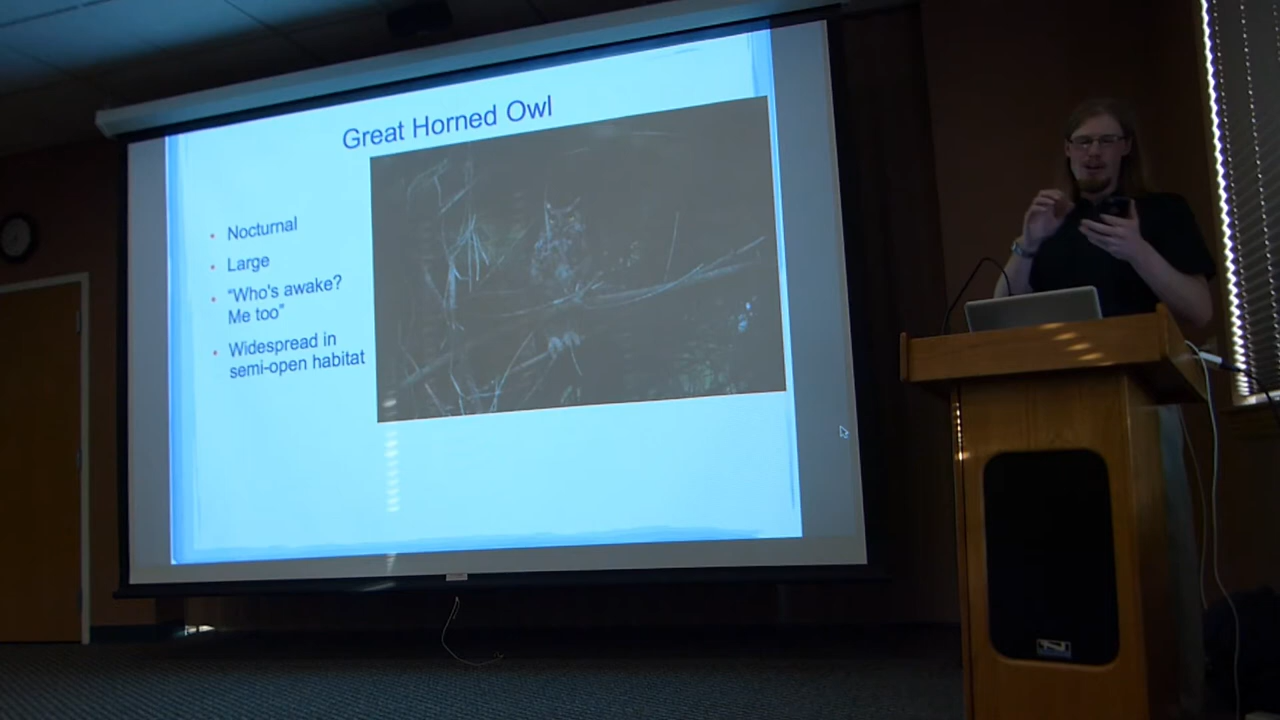 Great Horned Owl
Nocturnal
Large
“Who's awake?
Me too”
Widespread in
semi-open habitat